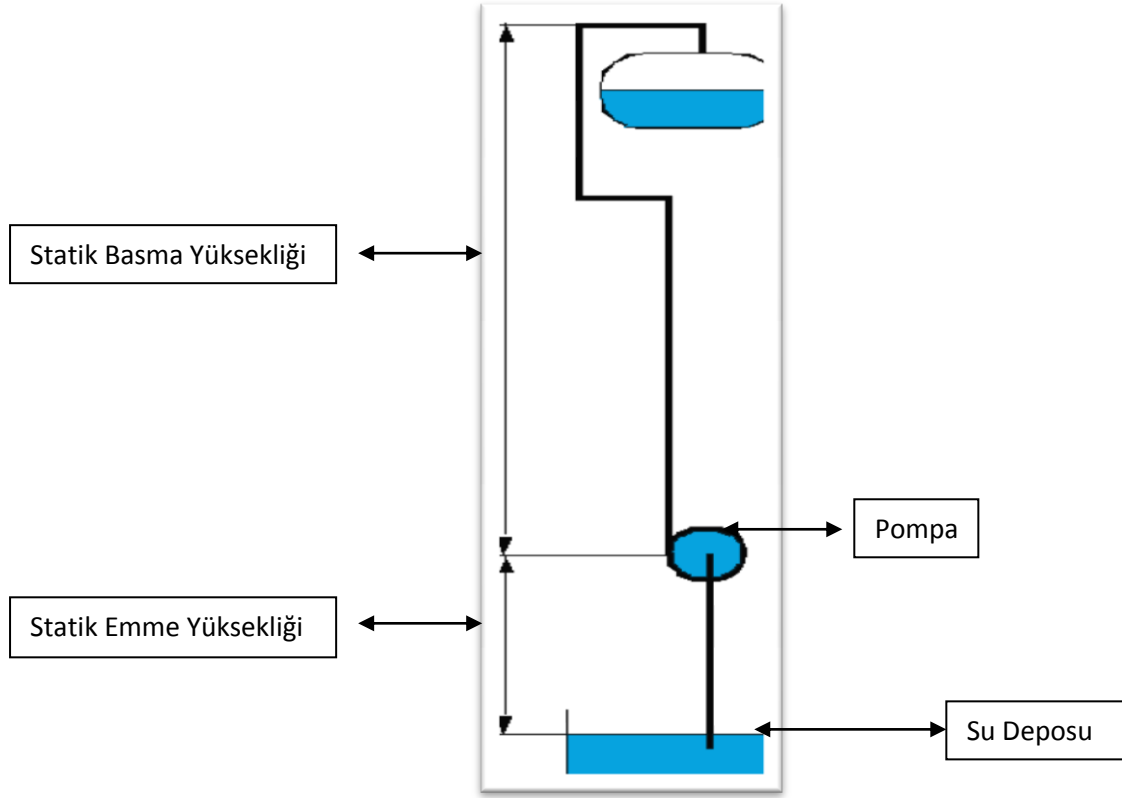 Statik Basma Yüksekliği
Pompa
Statik Emme Yüksekliği
Su Deposu